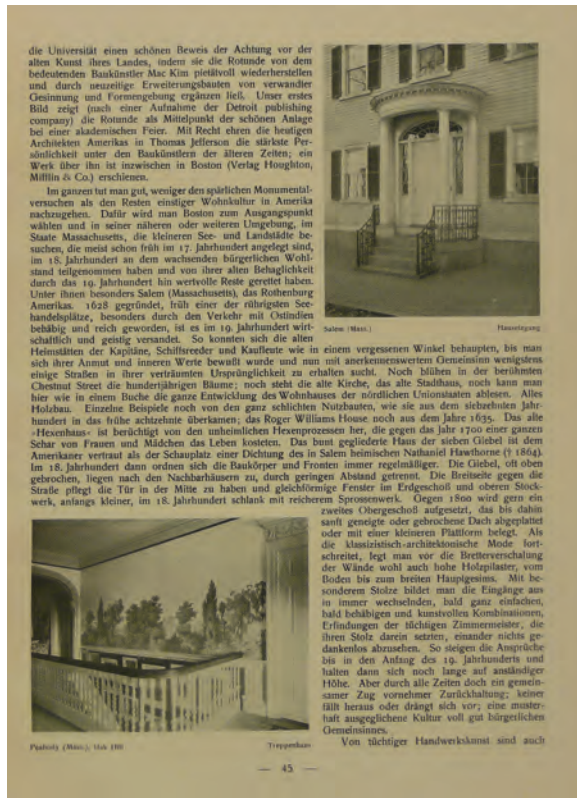 die Universität einen schönen Beweis der Achtung vor der
alten Kunst ihres Landes, indem sie die Rotunde von dem
bedeutenden Baukünstler Mac Kim pietätvoll wiederherstellen
und durch neuzeitige Erweiterungsbauten von verwandter
Gesinnung und Formengebung ergänzen ließ. Unser erstes
Bild zeigt (nach einer Aufnahme der Detroit publishing
company) die Rotunde als Mittelpunkt der schönen Anlage
bei einer akademischen Feier. Mit Recht ehren die heutigen
Architekten Amerikas in Thomas Jefferson die stärkste Per-
sönlichkeit unter den Baukünstlern der älteren Zeiten; ein
Werk über ihn ist inzwischen in Boston (Verlag Houghton,
Mifflin & Co.) erschienen.
Im ganzen tut man gut, weniger den spärlichen Monumental-
versuchen als den Resten einstiger Wohnkultur in Amerika
nachzugehen. Dafür wird man Boston zum Ausgangspunkt
wählen und in seiner näheren oder weiteren Umgebung, im
Staate Massachusetts, die kleineren See- und Landstädte be-
suchen, die meist schon früh im 17. Jahrhundert angelegt sind,
im 18. Jahrhundert an dem wachsenden bürgerlichen Wohl-
stand teilgenommen haben und von ihrer alten Behaglichkeit
durch das 19. Jahrhundert hin wertvolle Reste gerettet haben.
Unter ihnen besonders Salem (Massachusetts), das Rothenburg
Amerikas. 1628 gegründet, früh einer der rührigsten See-
handelsplätze, besonders durch den Verkehr mit Ostindien
behäbig und reich geworden, ist es im 19. Jahrhundert wirt-
schaftlich und geistig versandet. So konnten sich die alten
Salem (Mass.)
Hauseingang
Heimstätten der Kapitäne, Schiffsreeder und Kaufleute wie in einem vergessenen Winkel behaupten, bis man
sich ihrer Anmut und inneren Werte bewußt wurde und nun mit anerkennenswertem Gemeinsinn wenigstens
einige Straßen in ihrer verträumten Ursprünglichkeit zu erhalten sucht. Noch blühen in der berühmten
Chestnut Street die hundertjährigen Bäume; noch steht die alte Kirche, das alte Stadthaus, noch kann man
hier wie in einem Buche die ganze Entwicklung des Wohnhauses der nördlichen Unionstaaten ablesen. Alles
Holzbau. Einzelne Beispiele noch von den ganz schlichten Nutzbauten, wie sie aus dem siebzehnten Jahr-
hundert in das frühe achtzehnte überkamen; das Roger Williams House noch aus dem Jahre 1635. Das alte
»Hexenhaus« ist berüchtigt von den unheimlichen Hexenprozessen her, die gegen das Jahr 1700 einer ganzen
Schar von Frauen und Mädchen das Leben kosteten. Das bunt gegliederte Haus der sieben Giebel ist dem
Amerikaner vertraut als der Schauplatz einer Dichtung des in Salem heimischen Nathaniel Hawthorne († 1864).
Im 18. Jahrhundert dann ordnen sich die Baukörper und Fronten immer regelmäßiger. Die Giebel, oft oben
gebrochen, liegen nach den Nachbarhäusern zu, durch geringen Abstand getrennt. Die Breitseite gegen die
Straße pflegt die Tür in der Mitte zu haben und gleichförmige Fenster im Erdgeschoß und oberen Stock-
werk, anfangs kleiner, im 18. Jahrhundert schlank mit reicherem Sprossenwerk. Gegen 1800 wird gern ein
zweites Obergeschoß aufgesetzt, das bis dahin
sanft geneigte oder gebrochene Dach abgeplattet
oder mit einer kleineren Plattform belegt. Als
die klassizistisch-architektonische Mode fort-
schreitet, legt man vor die Bretterverschalung
der Wände wohl auch hohe Holzpilaster, vom
Boden bis zum breiten Hauptgesims. Mit be-
sonderem Stolze bildet man die Eingänge aus
in immer wechselnden, bald ganz einfachen,
bald behäbigen und kunstvollen Kombinationen,
Erfindungen der tüchtigen Zimmermeister, die
ihren Stolz darein setzten, einander nichts ge-
dankenlos abzusehen. So steigen die Ansprüche
bis in den Anfang des 19. Jahrhunderts und
halten dann sich noch lange auf anständiger
Höhe. Aber durch alle Zeiten doch ein gemein-
samer Zug vornehmer Zurückhaltung; keiner
fällt heraus oder drängt sich vor; eine muster-
haft ausgeglichene Kultur voll gut bürgerlichen
Gemeinsinnes.
Von tüchtiger Handwerkskunst sind auch
Peabody (Mass.), Oak Hill
Treppenhaus
— 45 —